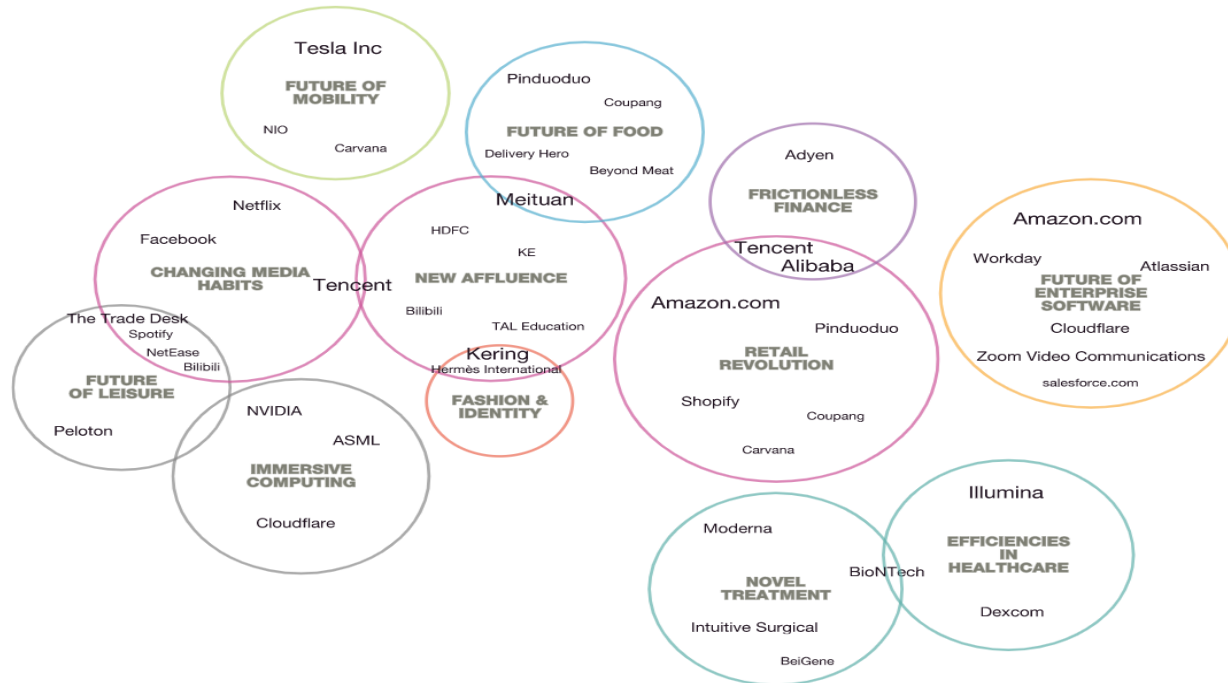 Tesla Inc
FUTURE OF
MOBILITY
NIO
Carvana
Pinduoduo
Coupang
FUTURE OF FOOD
Delivery Hero
Beyond Meat
Meituan
Adyen
FRICTIONLESS
FINANCE
Tencent
Alibaba
Amazon.com
Workday
Atlassian
FUTURE OF
ENTERPRISE
SOFTWARE
Cloudflare
Zoom Video Communications
salesforce.com
Netflix
Facebook
CHANGING MEDIA
HABITS
Tencent
HDFC
KE
NEW AFFLUENCE
Bilibili
TAL Education
Kering
Hermès International
FASHION &
IDENTITY
Amazon.com
Pinduoduo
RETAIL
REVOLUTION
Shopify
Coupang
Carvana
The Trade Desk
Spotify
NetEase
Bilibili
FUTURE
OF LEISURE
Peloton
NVIDIA
ASML
IMMERSIVE
COMPUTING
Cloudflare
Moderna
BioNTech
NOVEL
TREATMENT
Intuitive Surgical
BeiGene
Illumina
EFFICIENCIES
IN
HEALTHCARE
Dexcom